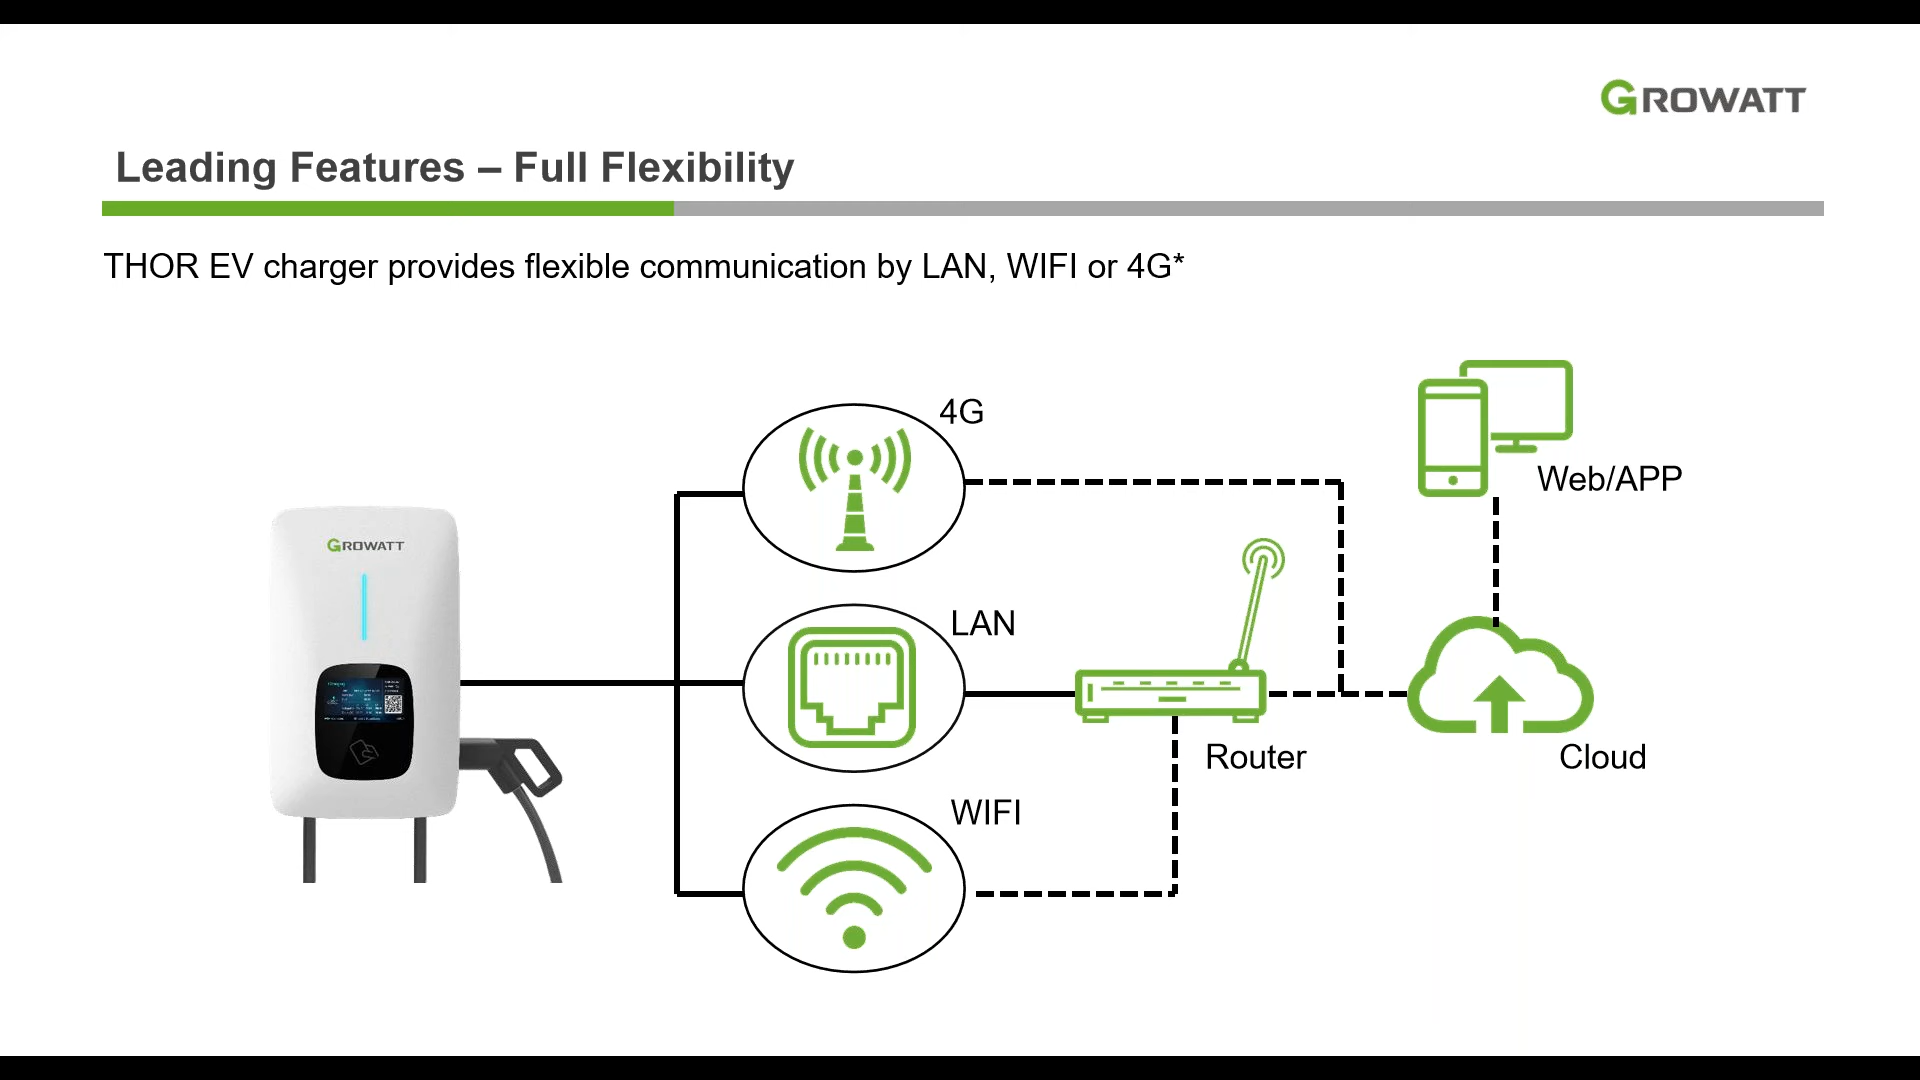 GROWATT
Leading Features – Full Flexibility
THOR EV charger provides flexible communication by LAN, WIFI or 4G*
4G
Web/APP
GROWATT
LAN
Router
Cloud
WIFI